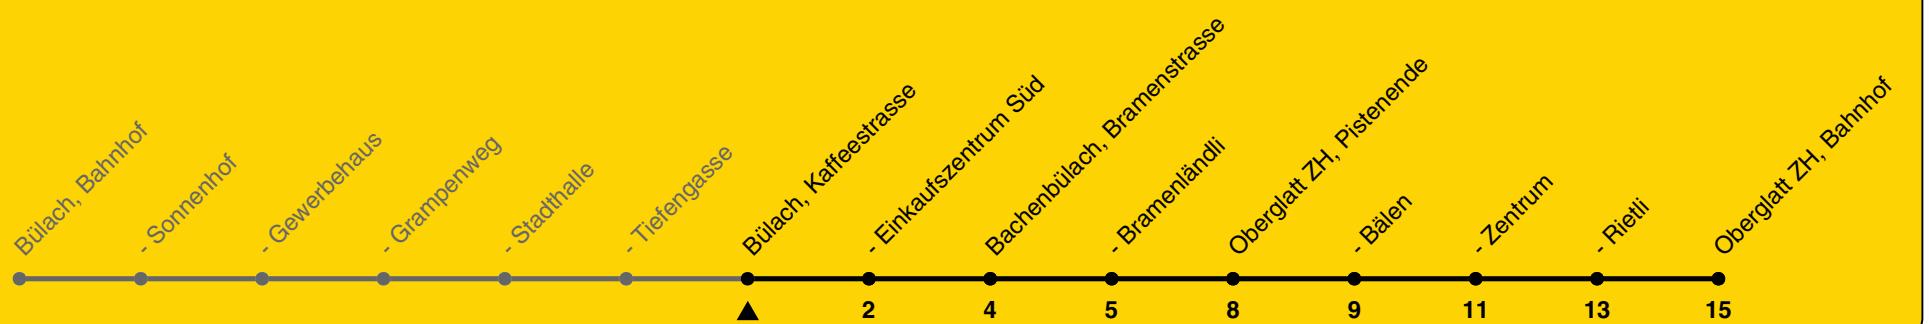 Bülach, Bahnhof
- Sonnenhof
- Gewerbehaus
- Grampenweg
- Stadthalle
- Tiefengasse
Bülach, Kaffeestrasse
- Einkaufszentrum Süd
Bachenbülach, Bramenstrasse
- Bramenländli
Oberglatt ZH, Pistenende
- Bälen
- Zentrum
- Rietli
Oberglatt ZH, Bahnhof
2 4 5 8 9 11 13 15